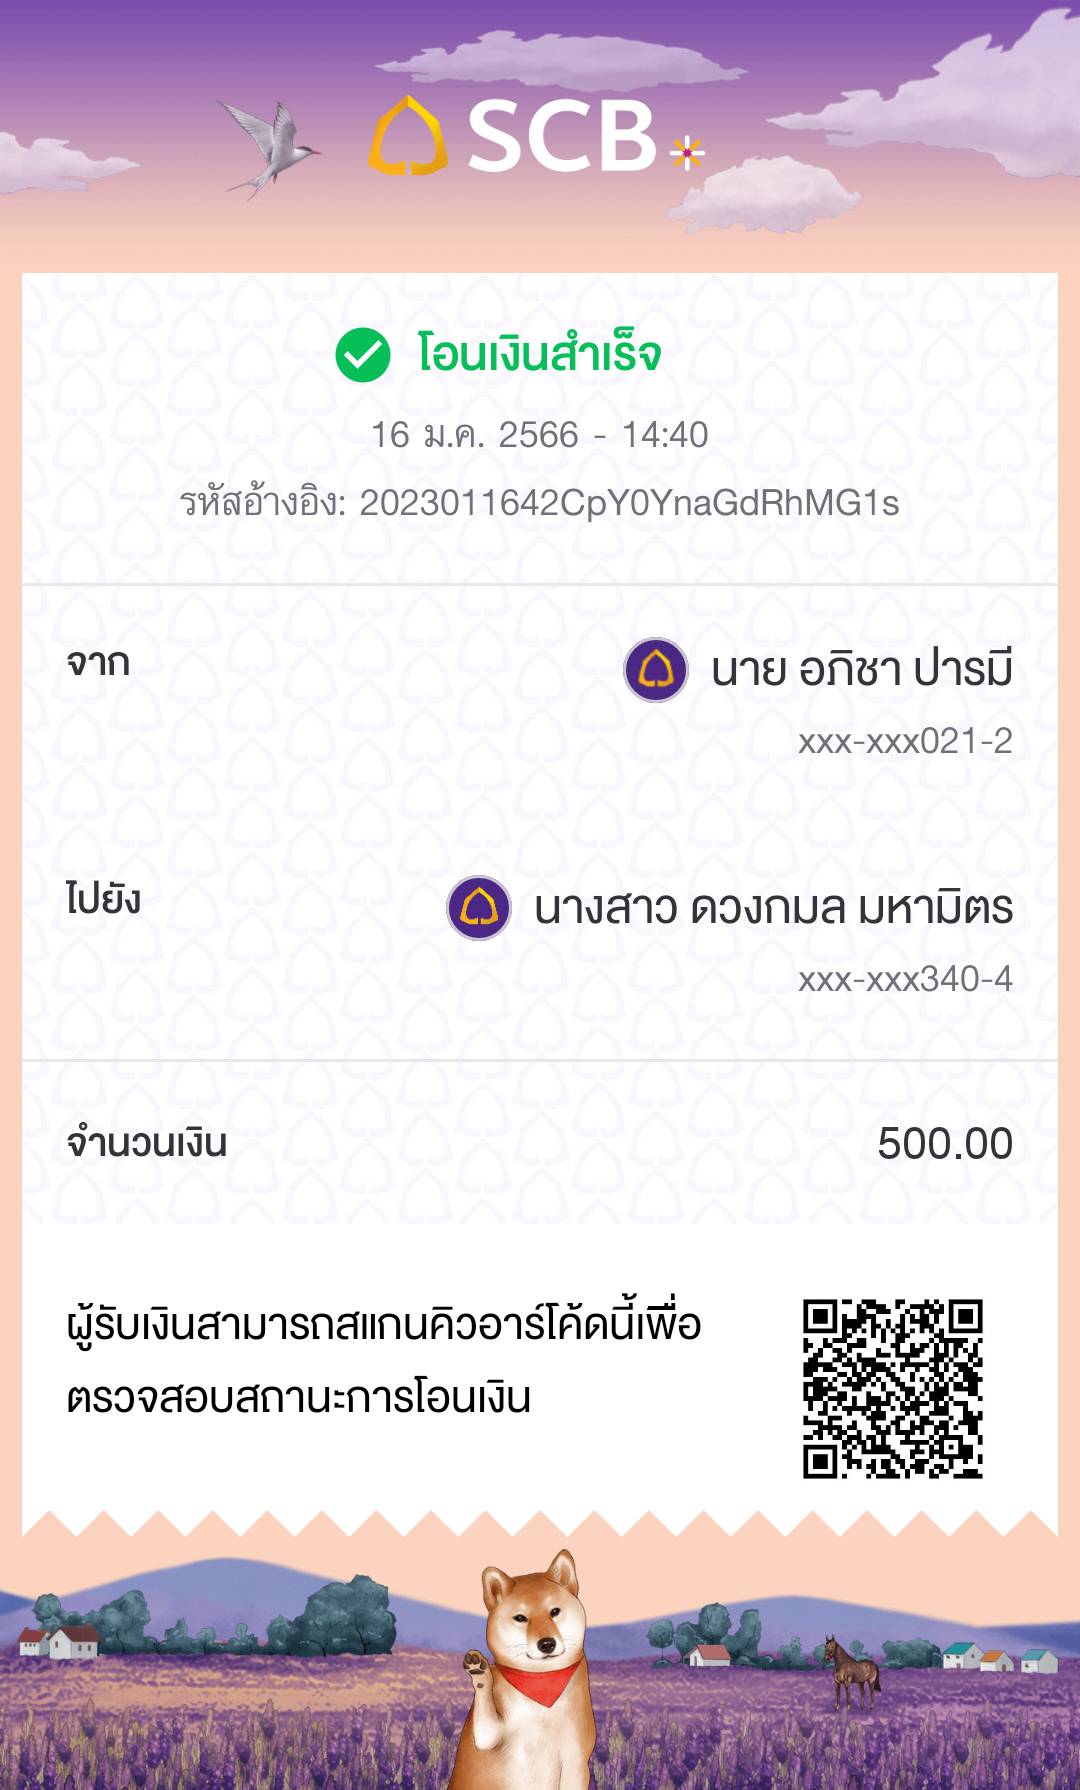 SCB
โอนเงินสำเร็จ
16 ม.ค. 2566 - 14:40
รหัสอ้างอิง: 2023011642CpY0YnaGdRhMG1s
จาก
นาย อภิชา ปารมี
xxx-xxx021-2
ไปยัง
นางสาว ดวงกมล มหามิตร
xxx-xxx340-4
จำนวนเงิน
500.00
ผู้รับเงินสามารถสแกนคิวอาร์โค้ดนี้เพื่อ
ตรวจสอบสถานะการโอนเงิน